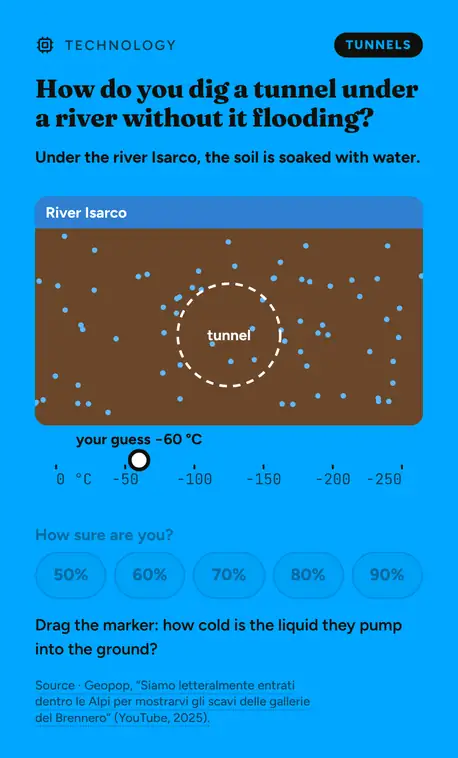 TECHNOLOGY
TUNNELS
How do you dig a tunnel under
a river without it flooding?
Under the river Isarco, the soil is soaked with water.
River Isarco
tunnel
your guess −60 °C
0 °C -50 -100 -150 -200 -250
How sure are you?
50% 60% 70% 80% 90%
Drag the marker: how cold is the liquid they pump
into the ground?
Source · Geopop, “Siamo letteralmente entrati
dentro le Alpi per mostrarvi gli scavi delle gallerie
del Brennero” (YouTube, 2025).